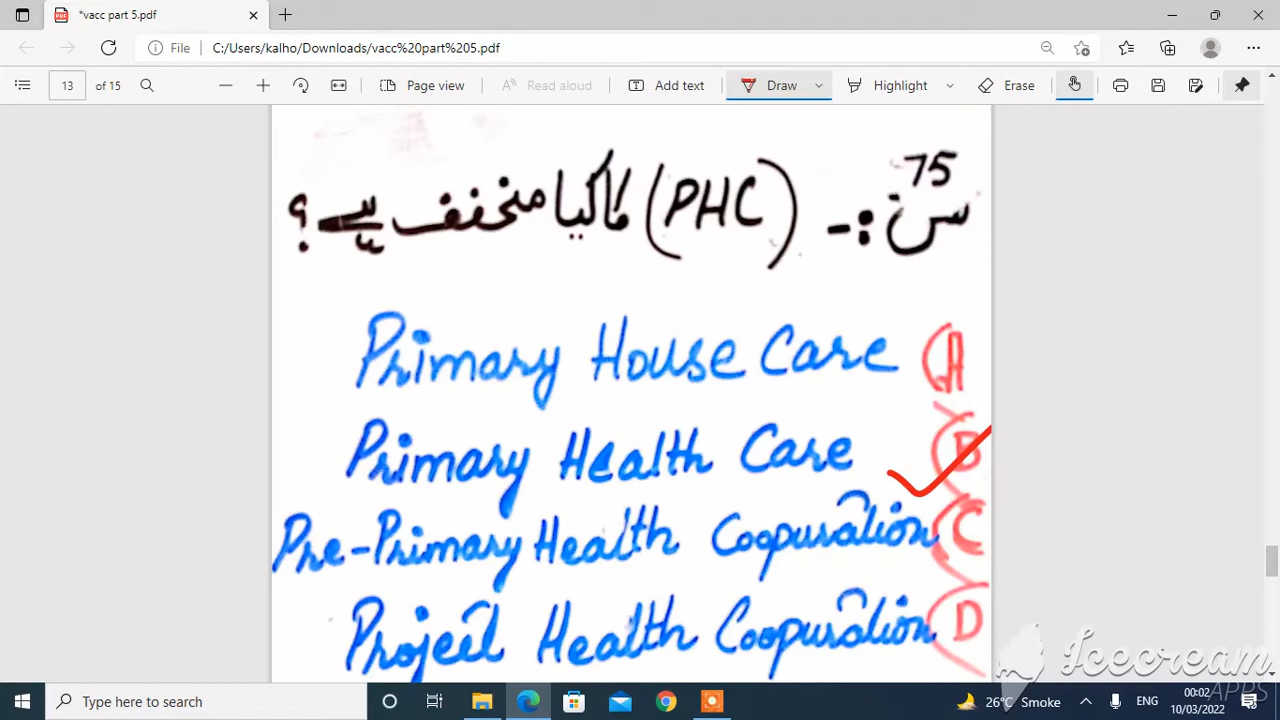 *vacc part 5.pdf
File C:/Users/kalho/Downloads/vacc%20part%205.pdf
13 of 15 Page view Read aloud Add text Draw Highlight Erase
س 75 :۔ (PHC) کا کیا مخفف ہے ؟
Primary House Care (A
Primary Health Care (B
Pre-Primary Health Coopuration (C
Project Health Coopuration (D
Icecream
APPS
Type here to search 26°C Smoke ENG 00:02
10/03/2022